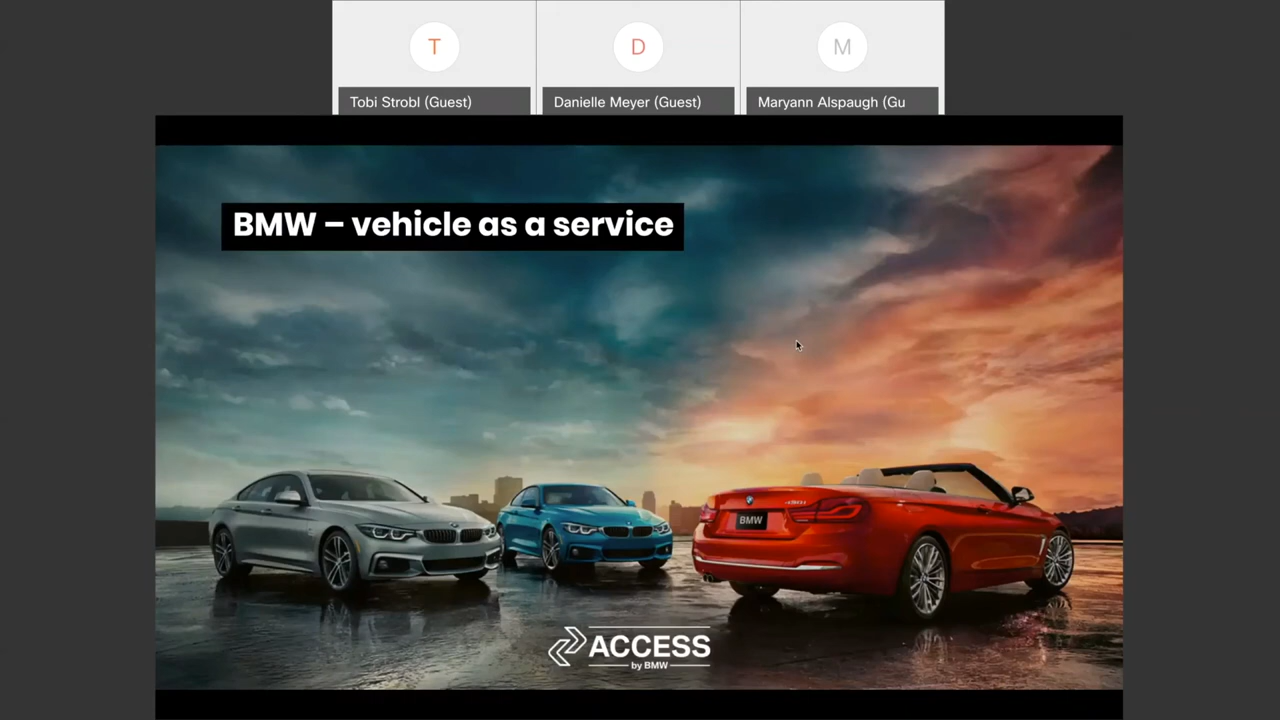 T
D
M
Tobi Strobl (Guest)
Danielle Meyer (Guest)
Maryann Alspaugh (Gu
BMW – vehicle as a service
BMW
ACCESS
by BMW